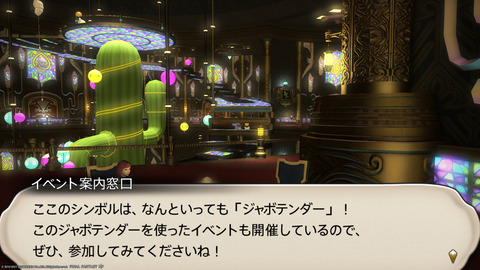 イベント案内窓口
ここのシンボルは、なんといっても「ジャボテンダー」！
このジャボテンダーを使ったイベントも開催しているので、
ぜひ、参加してみてくださいね！